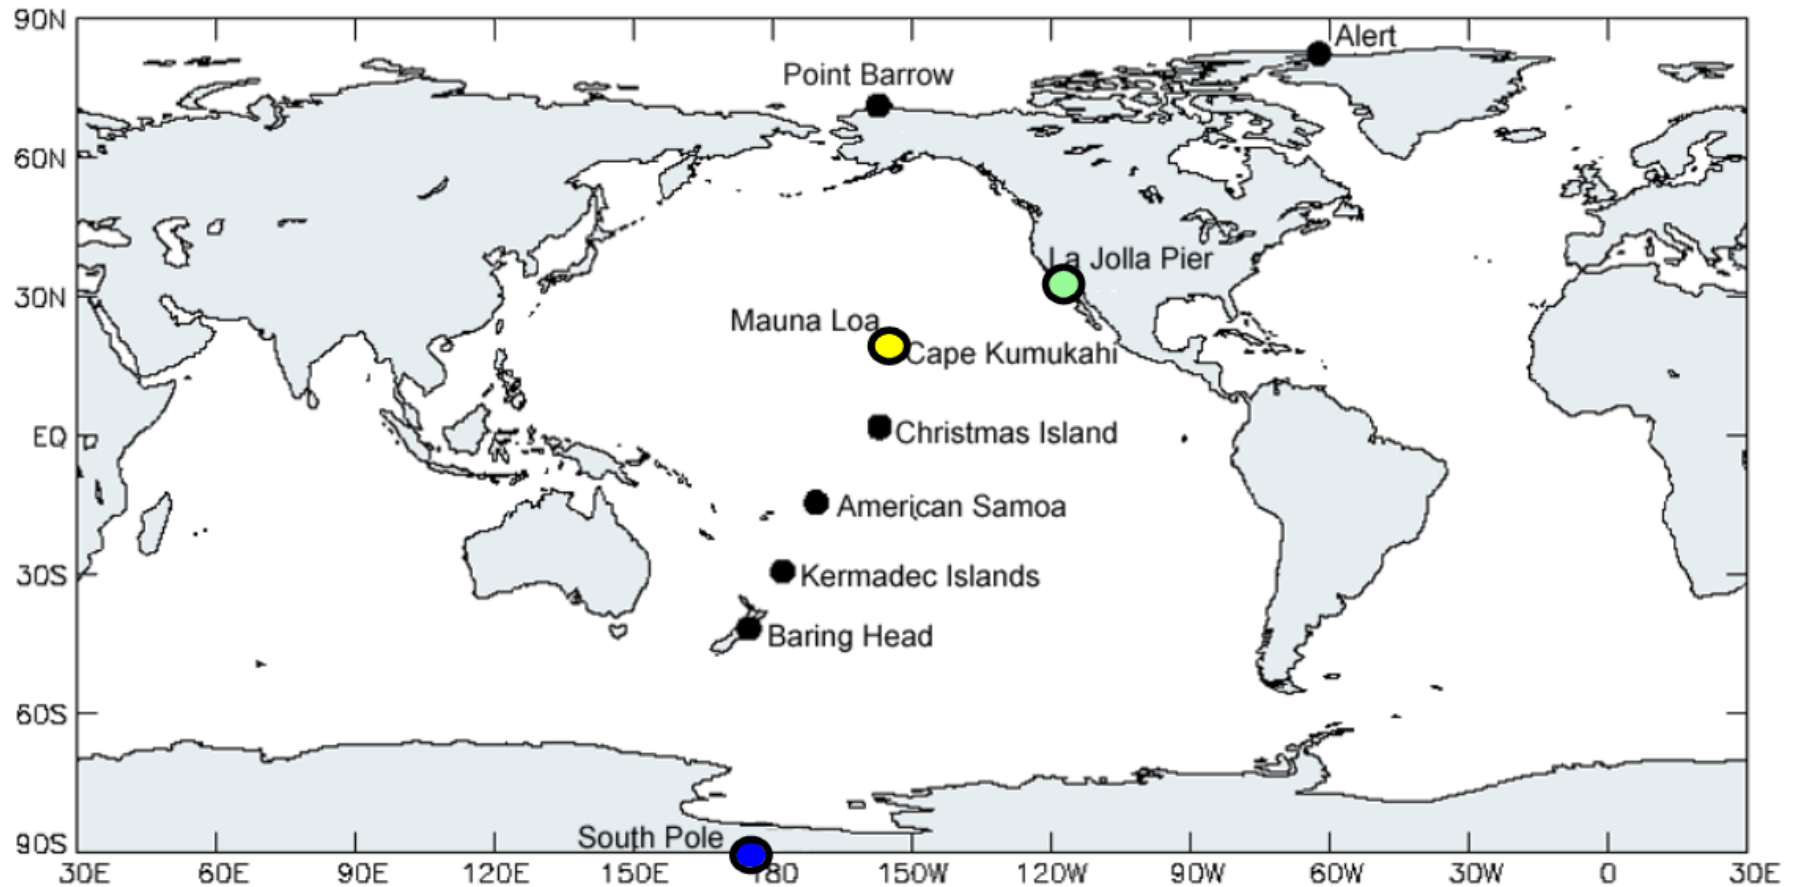 90N
Alert
Point Barrow
60N
La Jolla Pier
30N
Mauna Loa
Cape Kumukahi
EQ
Christmas Island
American Samoa
30S
Kermadec Islands
Baring Head
60S
South Pole
90S
30E 60E 90E 120E 150E 180 150W 120W 90W 60W 30W 0 30E